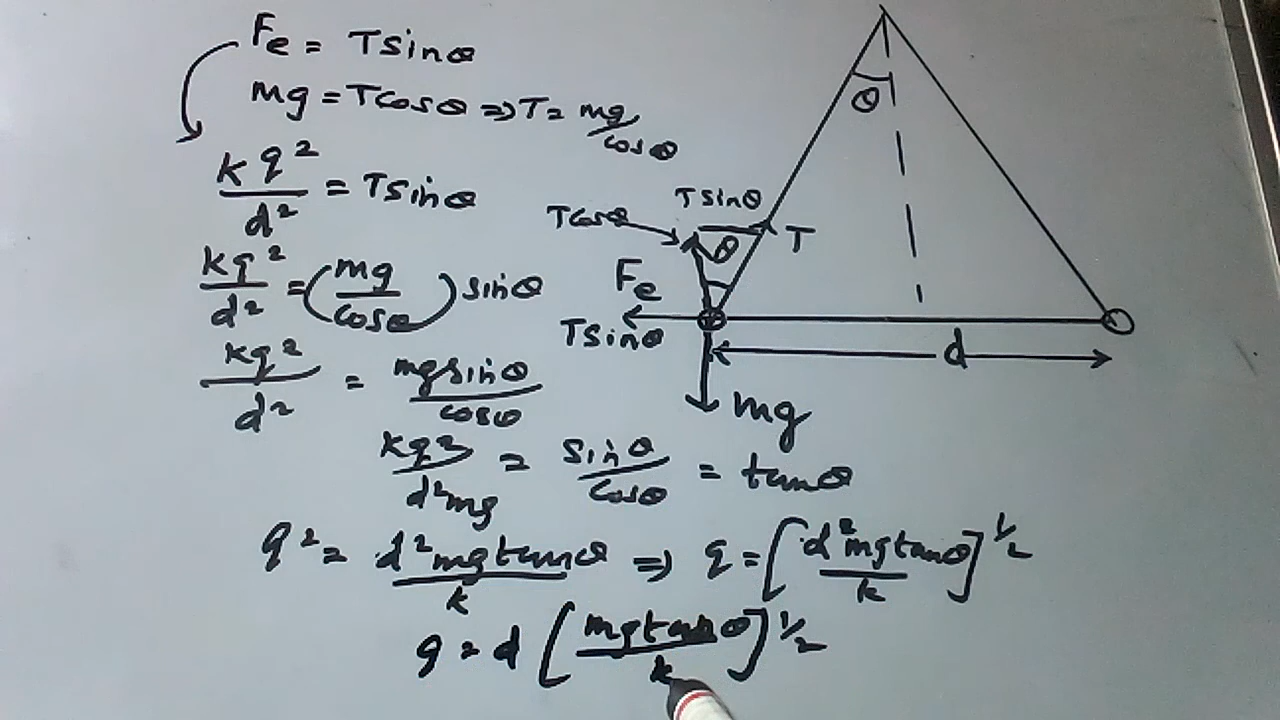 Fe = Tsinθ
mg = Tcosθ ⇒ T = mg/cosθ
kq²/d² = Tsinθ
kq²/d² = (mg/cosθ) sinθ
kq²/d² = mgsinθ/cosθ
kq²/d²mg = sinθ/cosθ = tanθ
q² = d²mgtanθ/k ⇒ q = [d²mgtanθ/k]^1/2
q = d [mgtanθ/k]^1/2
θ
Tsinθ
Tcosθ
θ
T
Fe
Tsinθ
d
mg